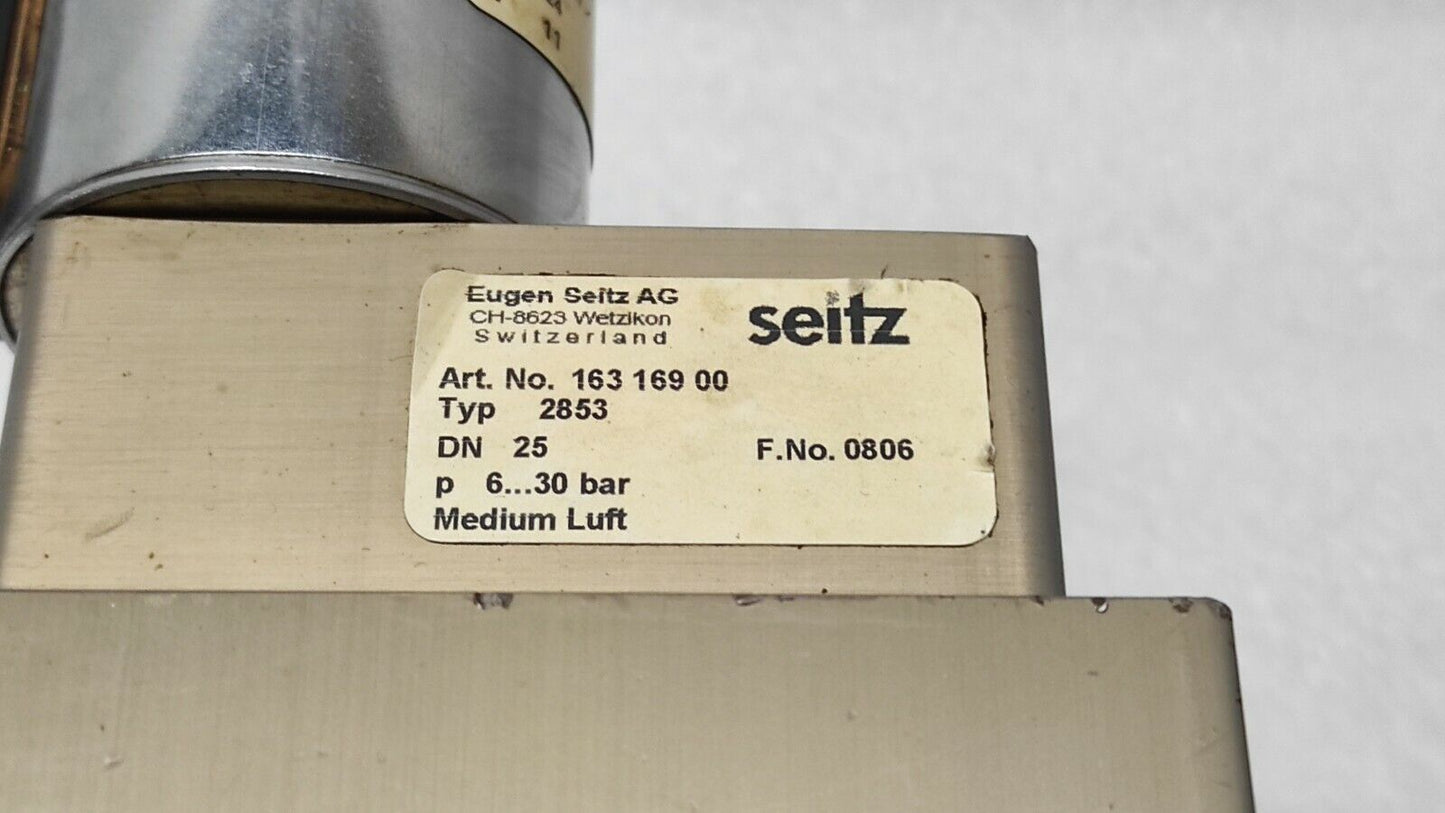 11
Eugen Seitz AG
CH-8623 Wetzikon
Switzerland
seitz
Art. No. 163 169 00
Typ 2853
DN 25
F.No. 0806
p 6...30 bar
Medium Luft